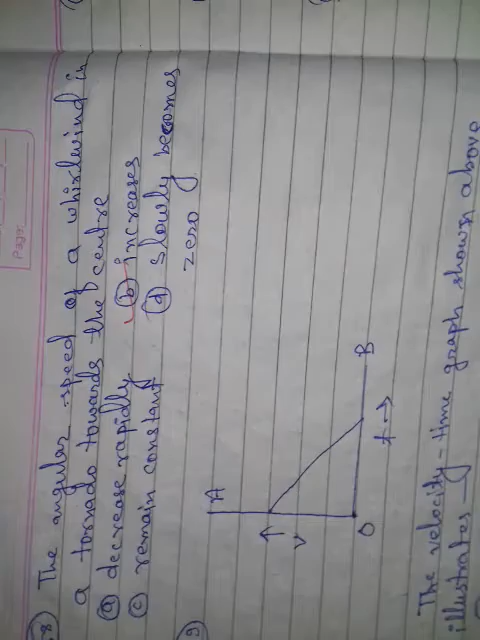 Page:
28 The angular speed of a whirlwind in
a tornado towards the centre
(a) decrease rapidly (b) increases
(c) remain constant (d) slowly becomes
zero
9
A
↑
v
O
t →
B
The velocity-time graph shown above
illustrates